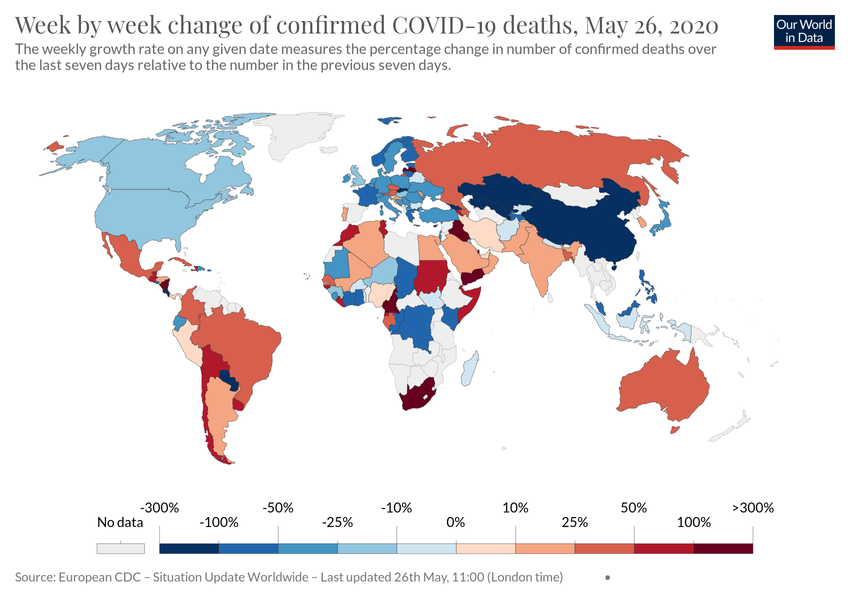 Week by week change of confirmed COVID-19 deaths, May 26, 2020
Our World
in Data
The weekly growth rate on any given date measures the percentage change in number of confirmed deaths over
the last seven days relative to the number in the previous seven days.
-300% -50% -10% 10% 50% >300%
No data -100% -25% 0% 25% 100%
Source: European CDC – Situation Update Worldwide – Last updated 26th May, 11:00 (London time) •